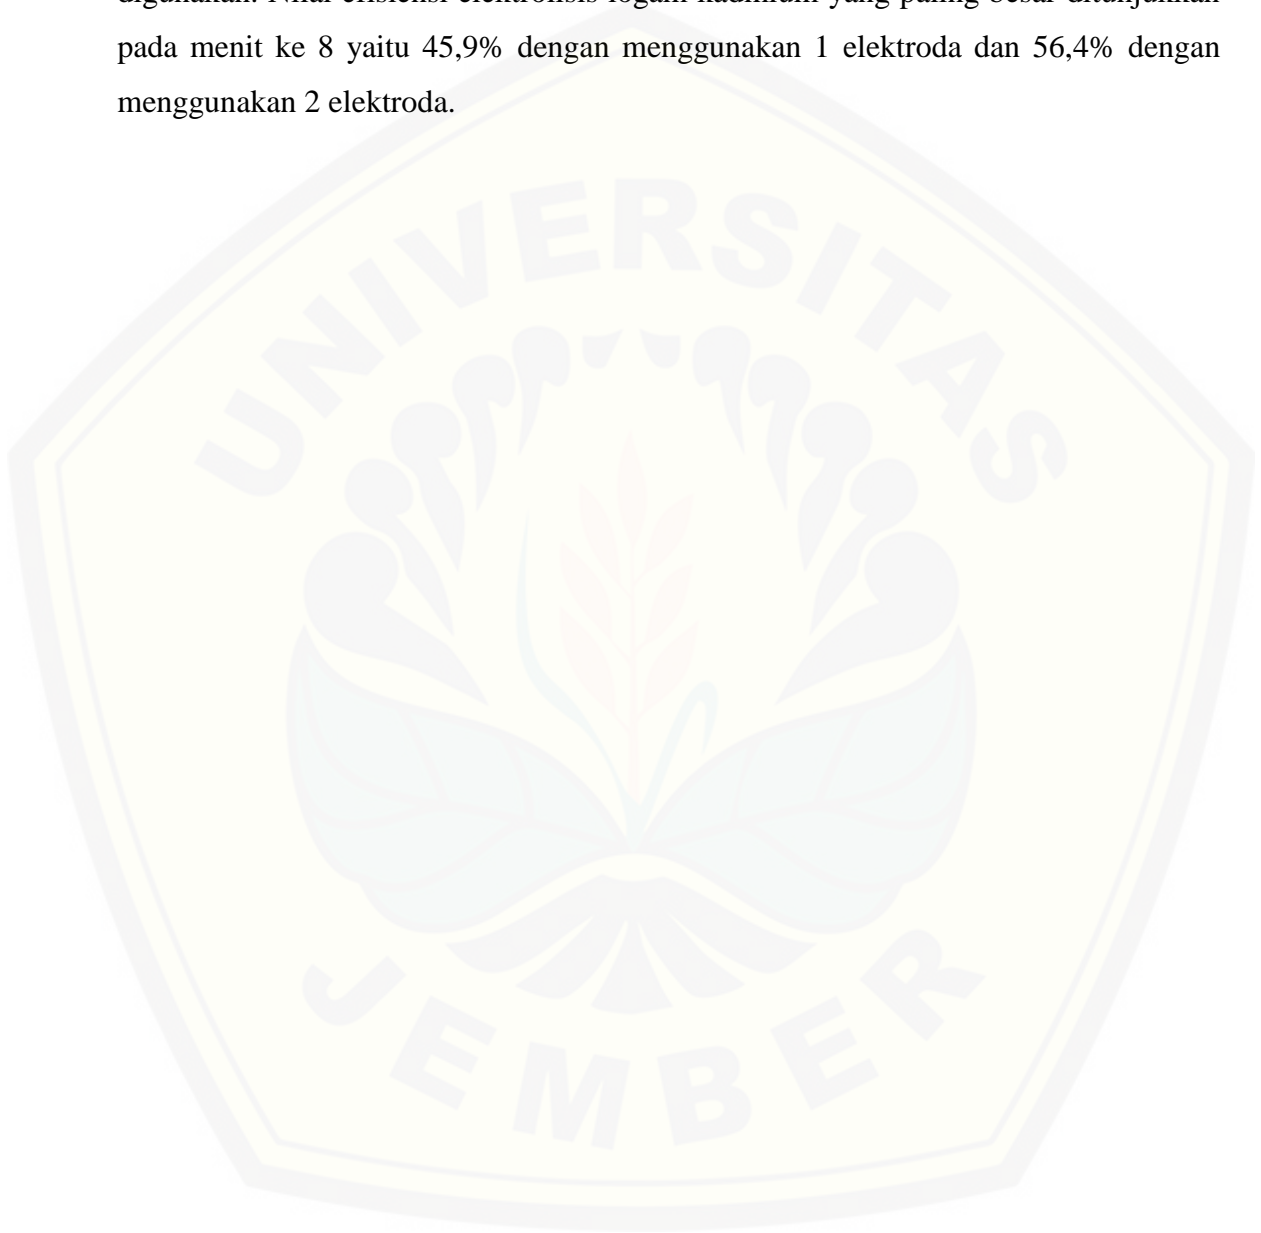 digunakan. Nilai efisiensi elektrolisis logam kadmium yang paling besar ditunjukkan
pada menit ke 8 yaitu 45,9% dengan menggunakan 1 elektroda dan 56,4% dengan
menggunakan 2 elektroda.
UNIVERSITAS
JEMBER